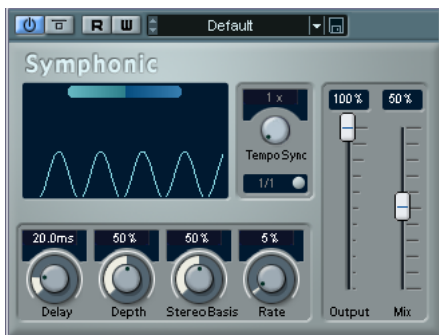 R W Default
Symphonic
1 x 100% 50%
Tempo Sync
1/1
20.0ms 50% 50% 5%
Delay Depth Stereo Basis Rate Output Mix